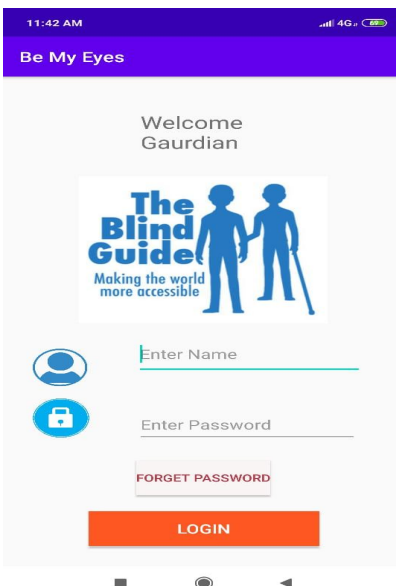 11:42 AM
4G
69
Be My Eyes
Welcome
Gaurdian
The
Blind
Guide
Making the world
more accessible
Enter Name
Enter Password
FORGET PASSWORD
LOGIN